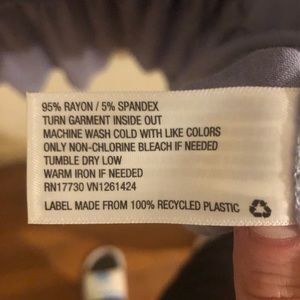 95% RAYON / 5% SPANDEX
TURN GARMENT INSIDE OUT
MACHINE WASH COLD WITH LIKE COLORS
ONLY NON-CHLORINE BLEACH IF NEEDED
TUMBLE DRY LOW
WARM IRON IF NEEDED
RN17730 VN1261424
LABEL MADE FROM 100% RECYCLED PLASTIC